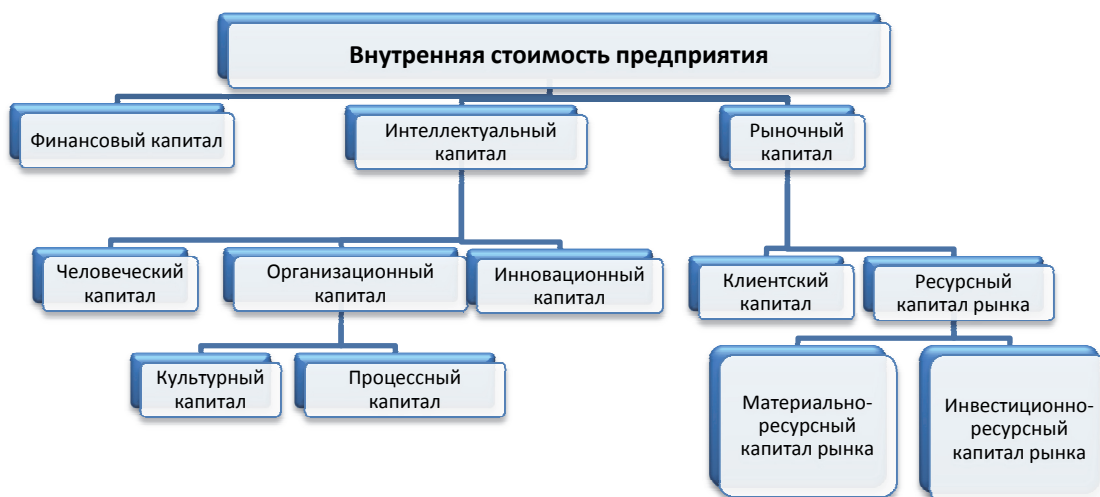 Внутренняя стоимость предприятия
Финансовый капитал
Интеллектуальный
капитал
Рыночный
капитал
Человеческий
капитал
Организационный
капитал
Инновационный
капитал
Клиентский
капитал
Ресурсный
капитал рынка
Культурный
капитал
Процессный
капитал
Материально-
ресурсный
капитал рынка
Инвестиционно-
ресурсный
капитал рынка